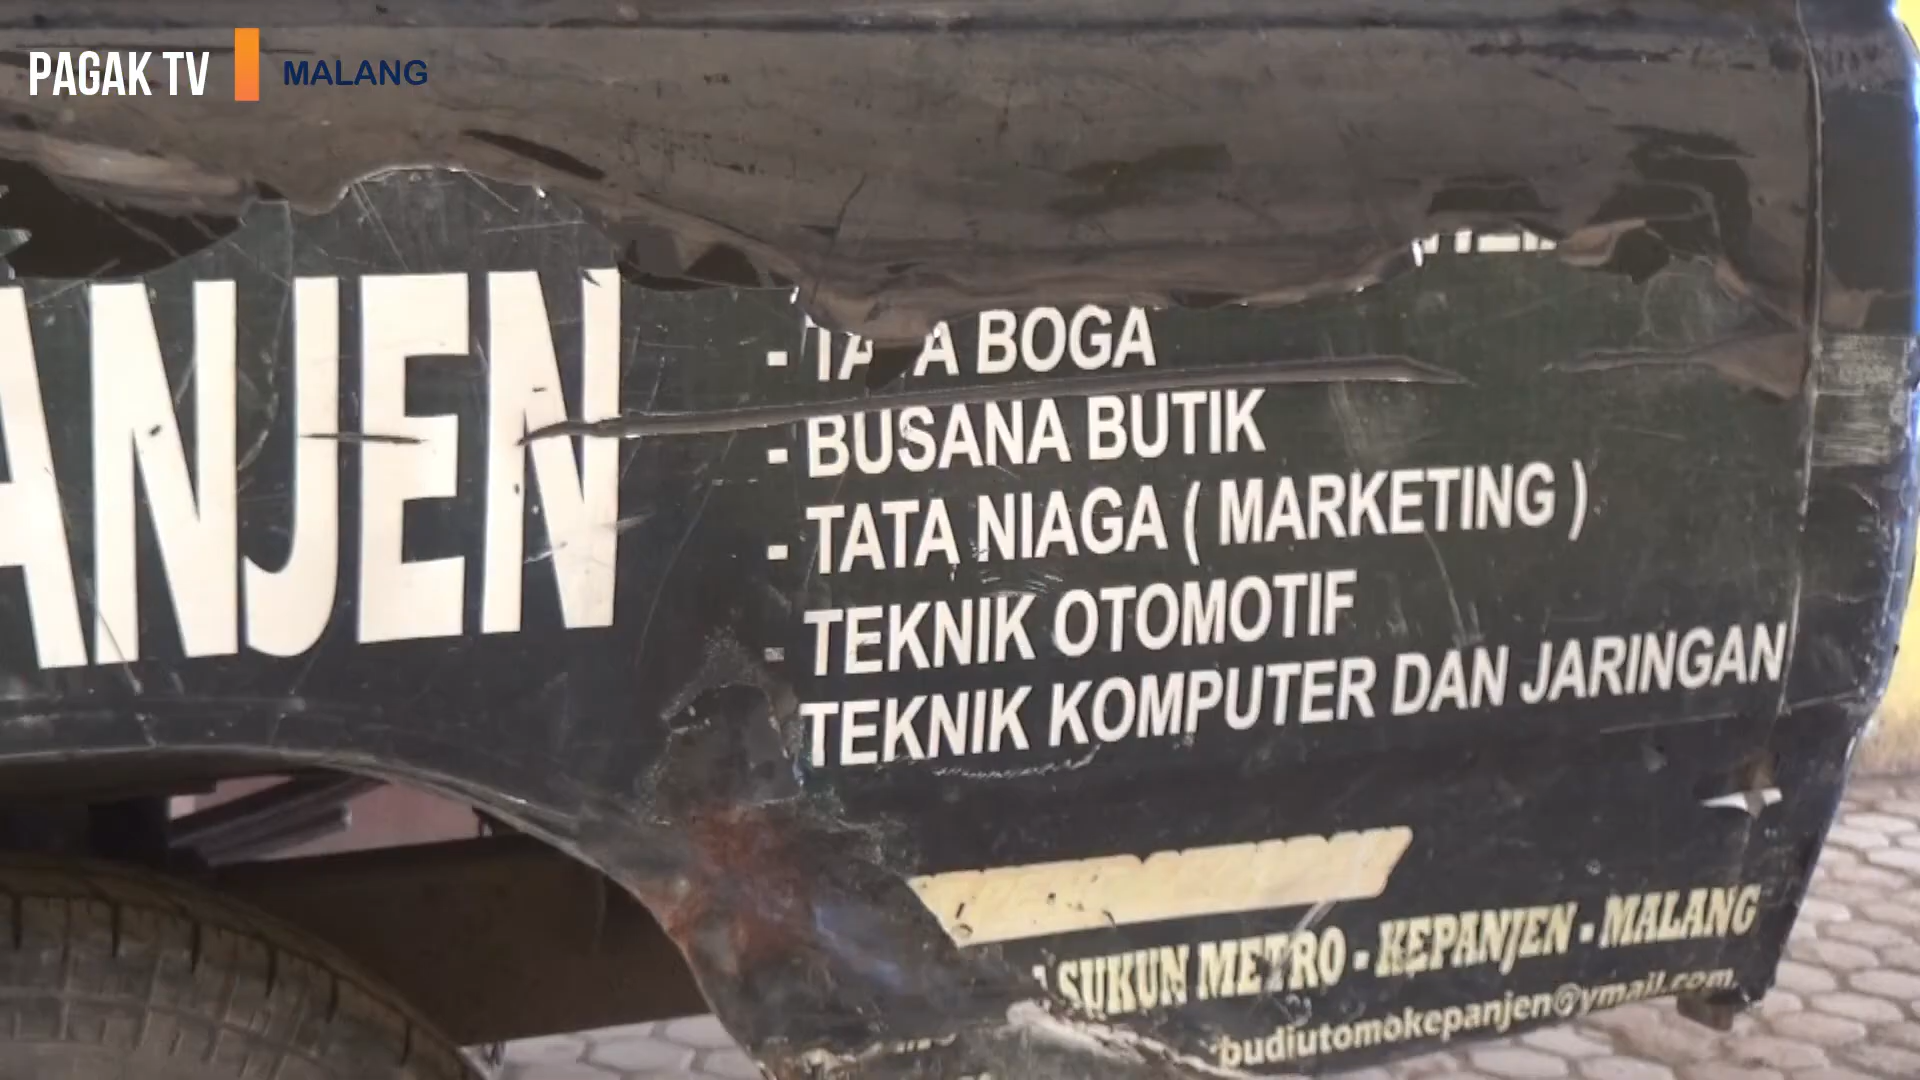 PAGAK TV MALANG
ANJEN
- TATA BOGA
- BUSANA BUTIK
- TATA NIAGA ( MARKETING )
- TEKNIK OTOMOTIF
TEKNIK KOMPUTER DAN JARINGAN
SUKUN METRO - KEPANJEN - MALANG
budiutomokepanjen@ymail.com